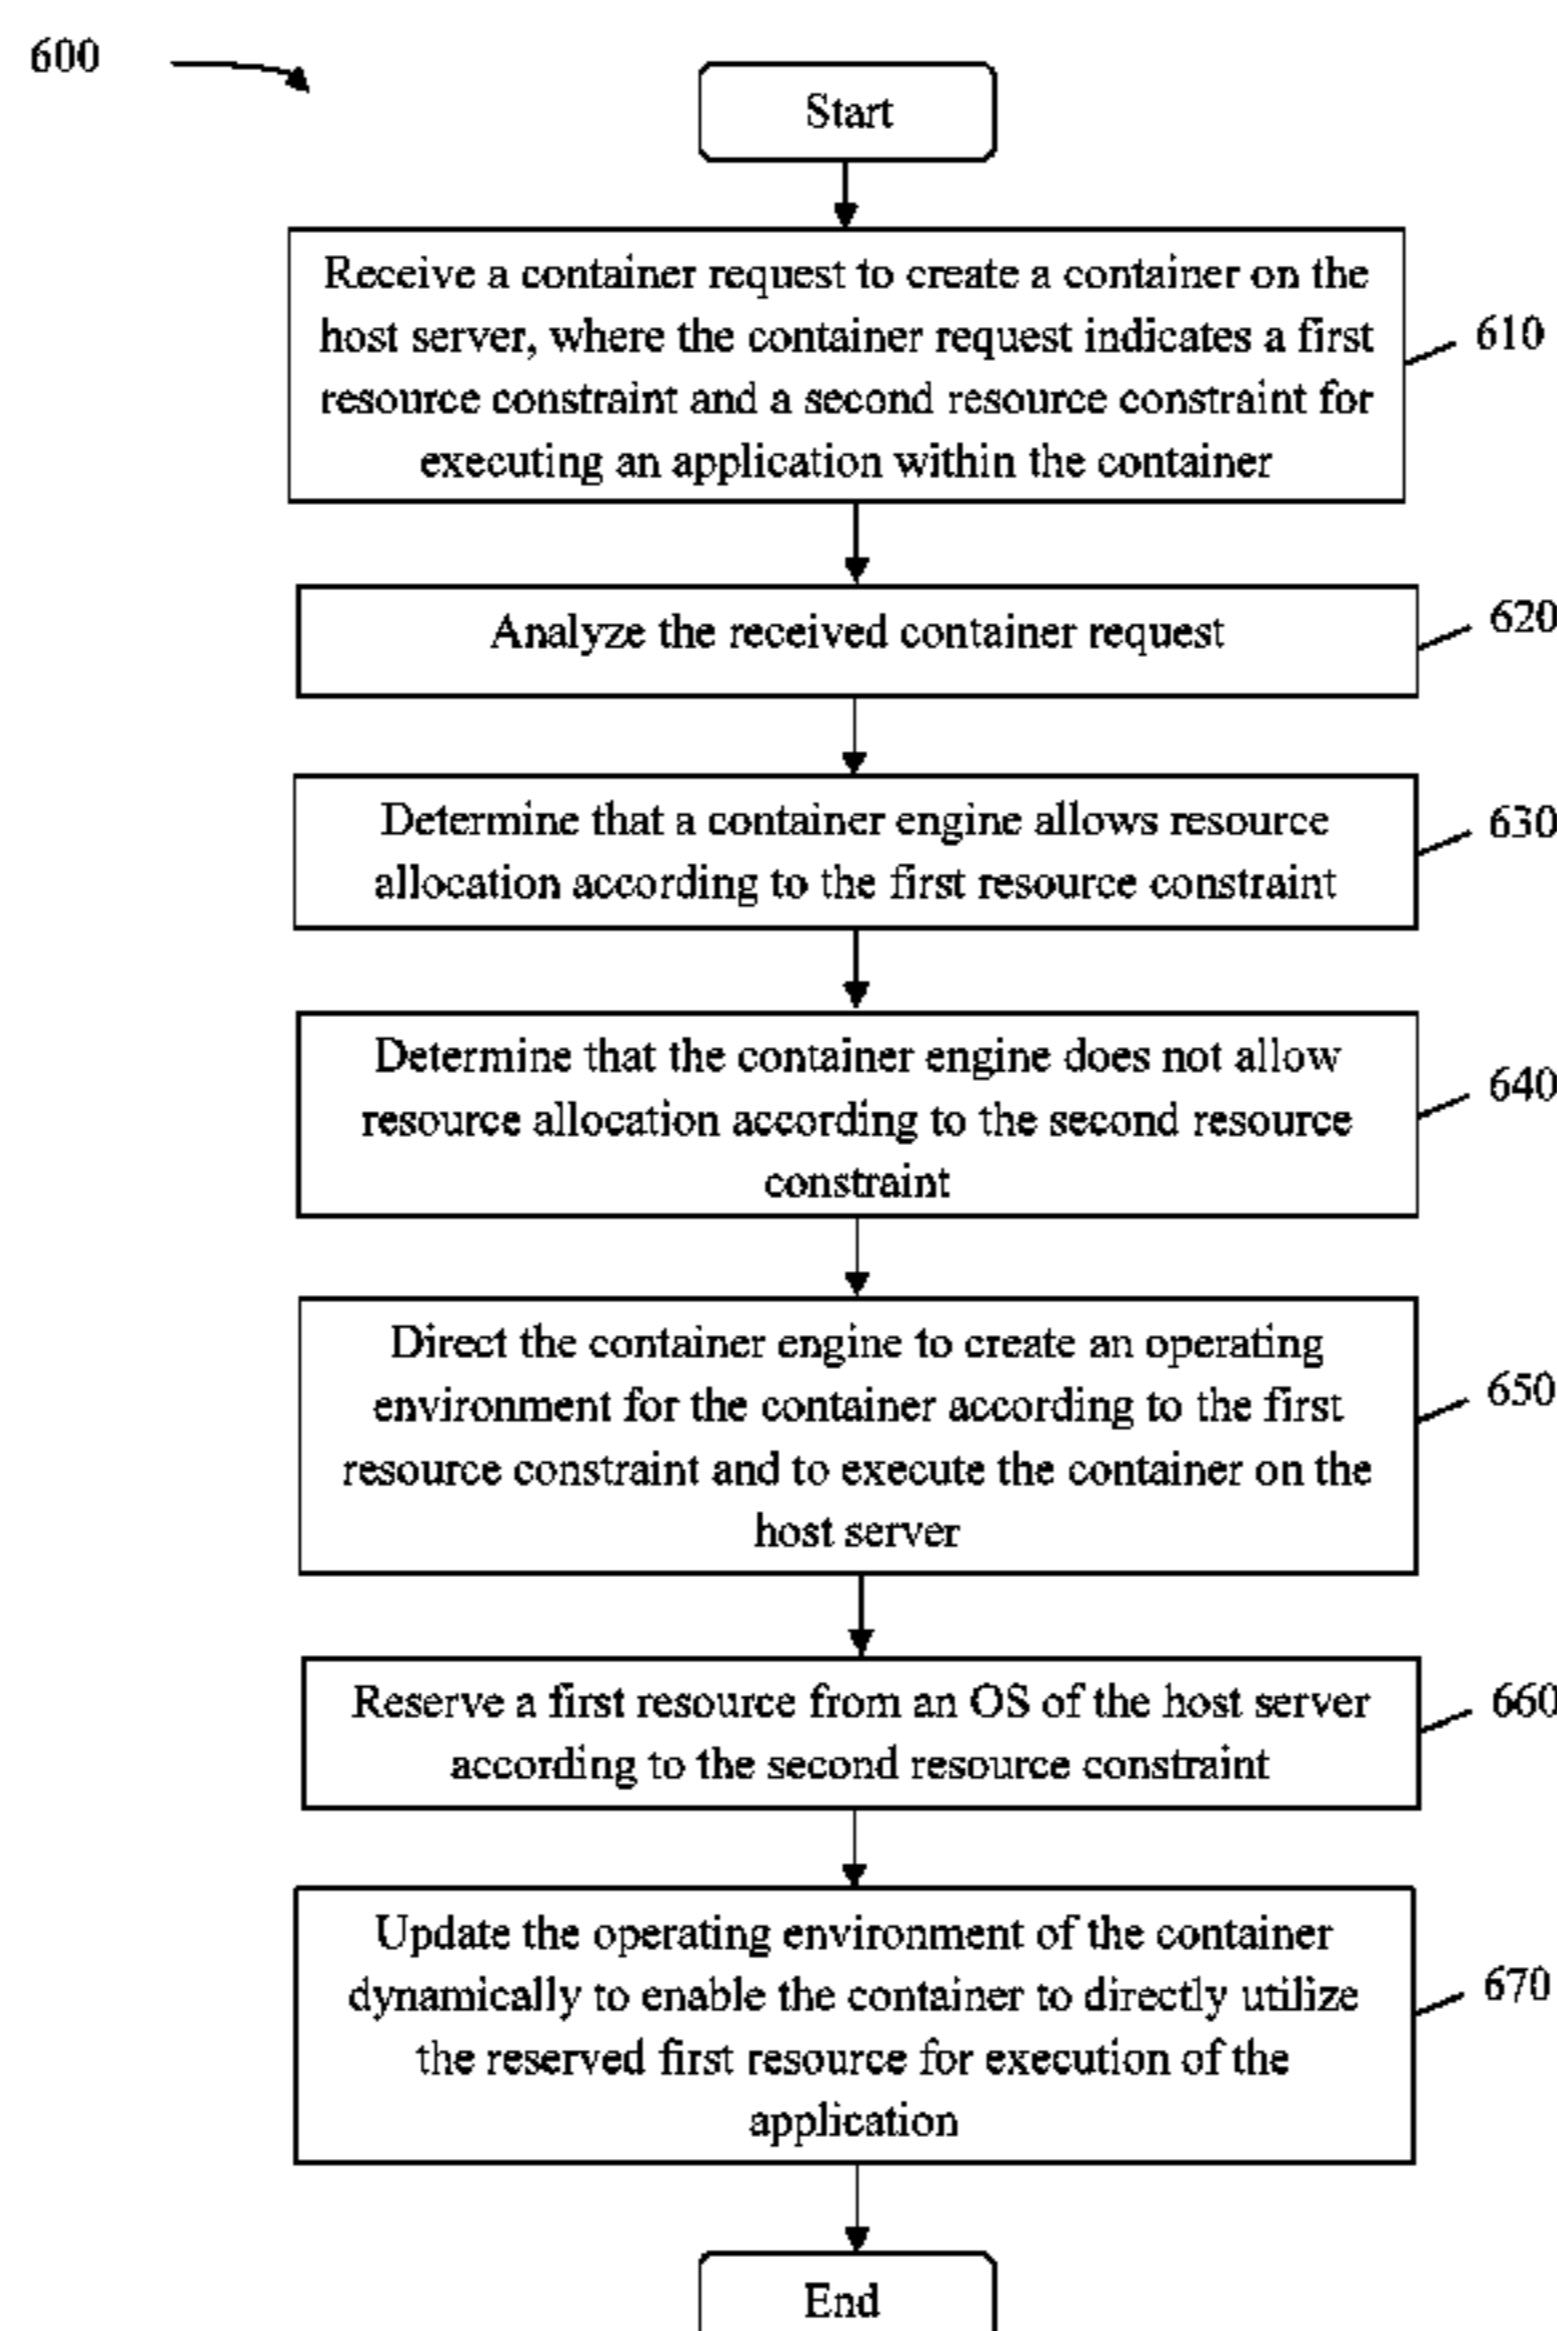 600
Start
Receive a container request to create a container on the
host server, where the container request indicates a first
resource constraint and a second resource constraint for
executing an application within the container
610
Analyze the received container request
620
Determine that a container engine allows resource
allocation according to the first resource constraint
630
Determine that the container engine does not allow
resource allocation according to the second resource
constraint
640
Direct the container engine to create an operating
environment for the container according to the first
resource constraint and to execute the container on the
host server
650
Reserve a first resource from an OS of the host server
according to the second resource constraint
660
Update the operating environment of the container
dynamically to enable the container to directly utilize
the reserved first resource for execution of the
application
670
End